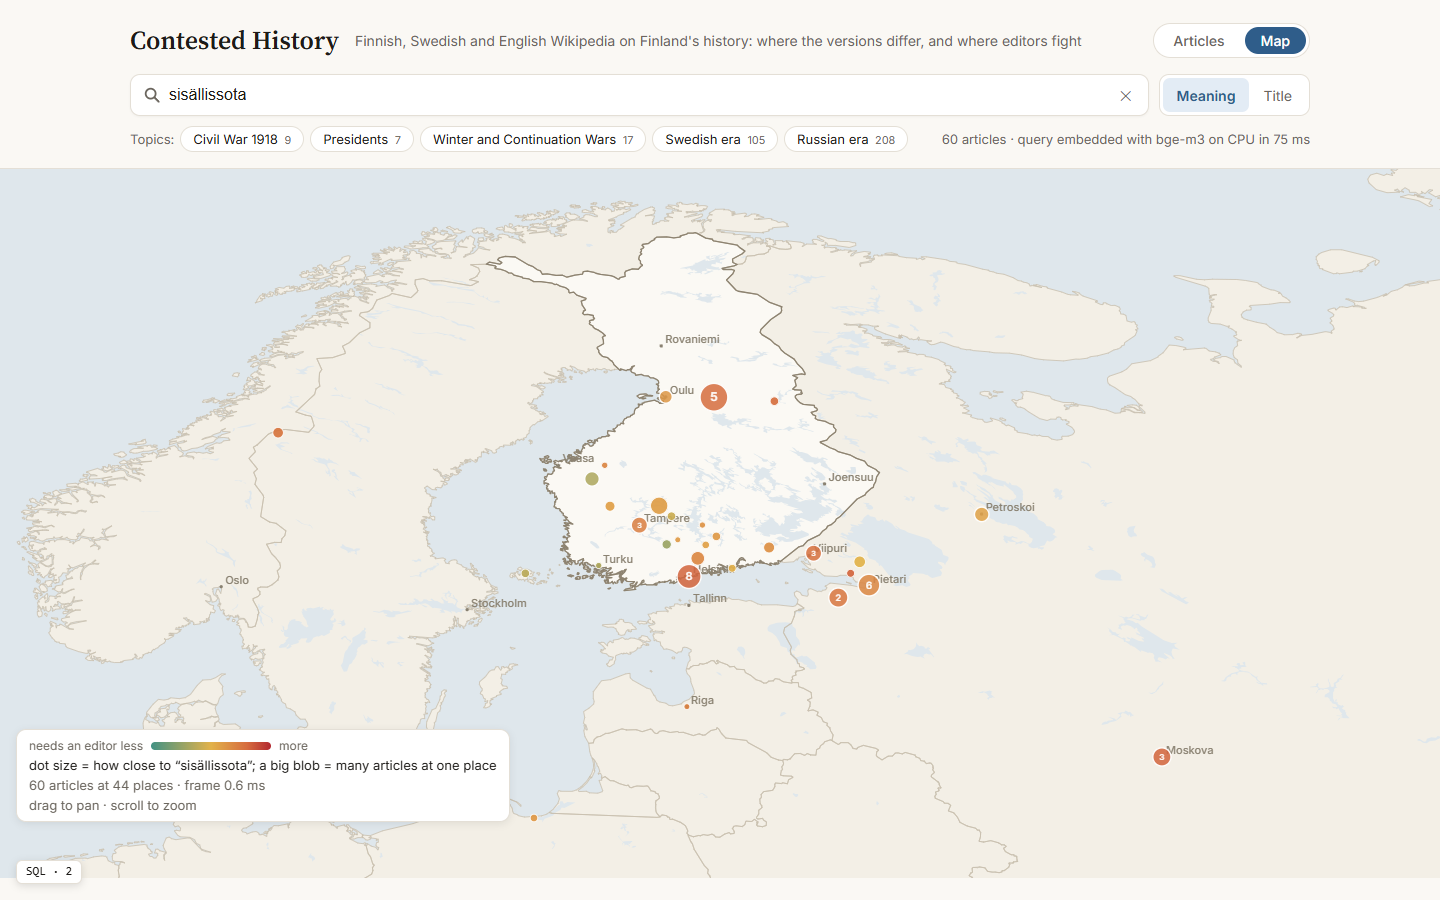 Contested History
Finnish, Swedish and English Wikipedia on Finland's history: where the versions differ, and where editors fight
Articles
Map
sisällissota
Meaning
Title
Topics:
Civil War 1918 9
Presidents 7
Winter and Continuation Wars 17
Swedish era 105
Russian era 208
60 articles · query embedded with bge-m3 on CPU in 75 ms
Rovaniemi
Oulu
5
Joensuu
Petroskoi
3
Tampere
3
Turku
8
6
2
Oslo
Stockholm
Tallinn
Riga
3
Moskova
needs an editor less
more
dot size = how close to “sisällissota”; a big blob = many articles at one place
60 articles at 44 places · frame 0.6 ms
drag to pan · scroll to zoom
SQL · 2